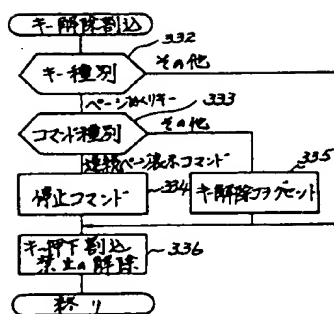 キー解除割込
332
キー種別
その他
ページめくりキー
333
コマンド種別
その他
連続ページ表示コマンド
335
停止コマンド
334
キー解除フラグセット
キー押下割込
禁止の解除
336
終り